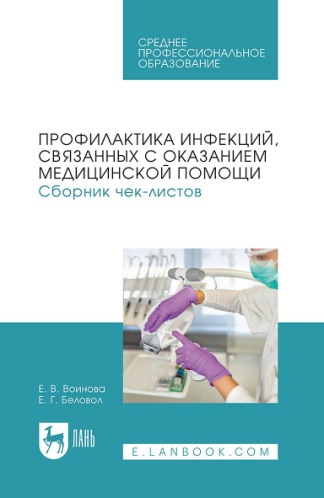 СРЕДНЕЕ
ПРОФЕССИОНАЛЬНОЕ
ОБРАЗОВАНИЕ
ПРОФИЛАКТИКА ИНФЕКЦИЙ,
СВЯЗАННЫХ С ОКАЗАНИЕМ
МЕДИЦИНСКОЙ ПОМОЩИ
Сборник чек-листов
Е. В. Воинова
Е. Г. Беловол
ЛАНЬ
E.LANBOOK.COM